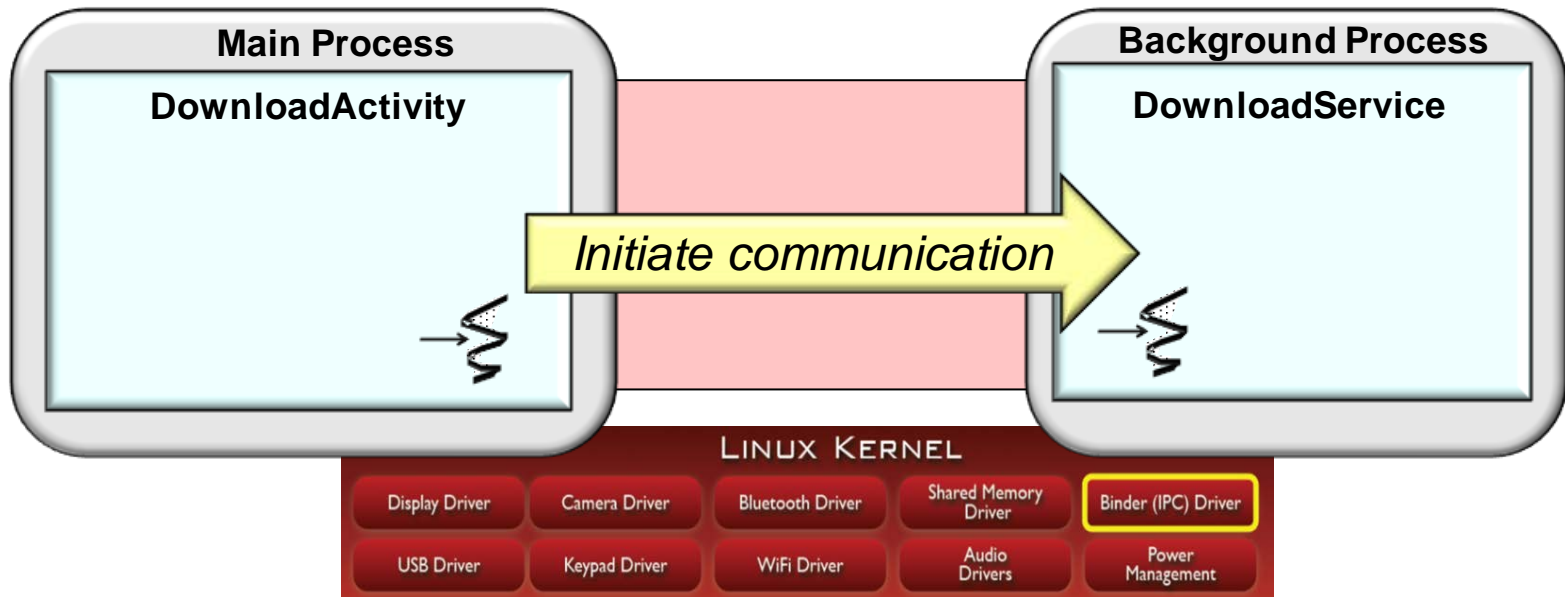 Main Process
DownloadActivity
Background Process
DownloadService
Initiate communication
LINUX KERNEL
Display Driver
Camera Driver
Bluetooth Driver
Shared Memory
Driver
Binder (IPC) Driver
USB Driver
Keypad Driver
WiFi Driver
Audio
Drivers
Power
Management